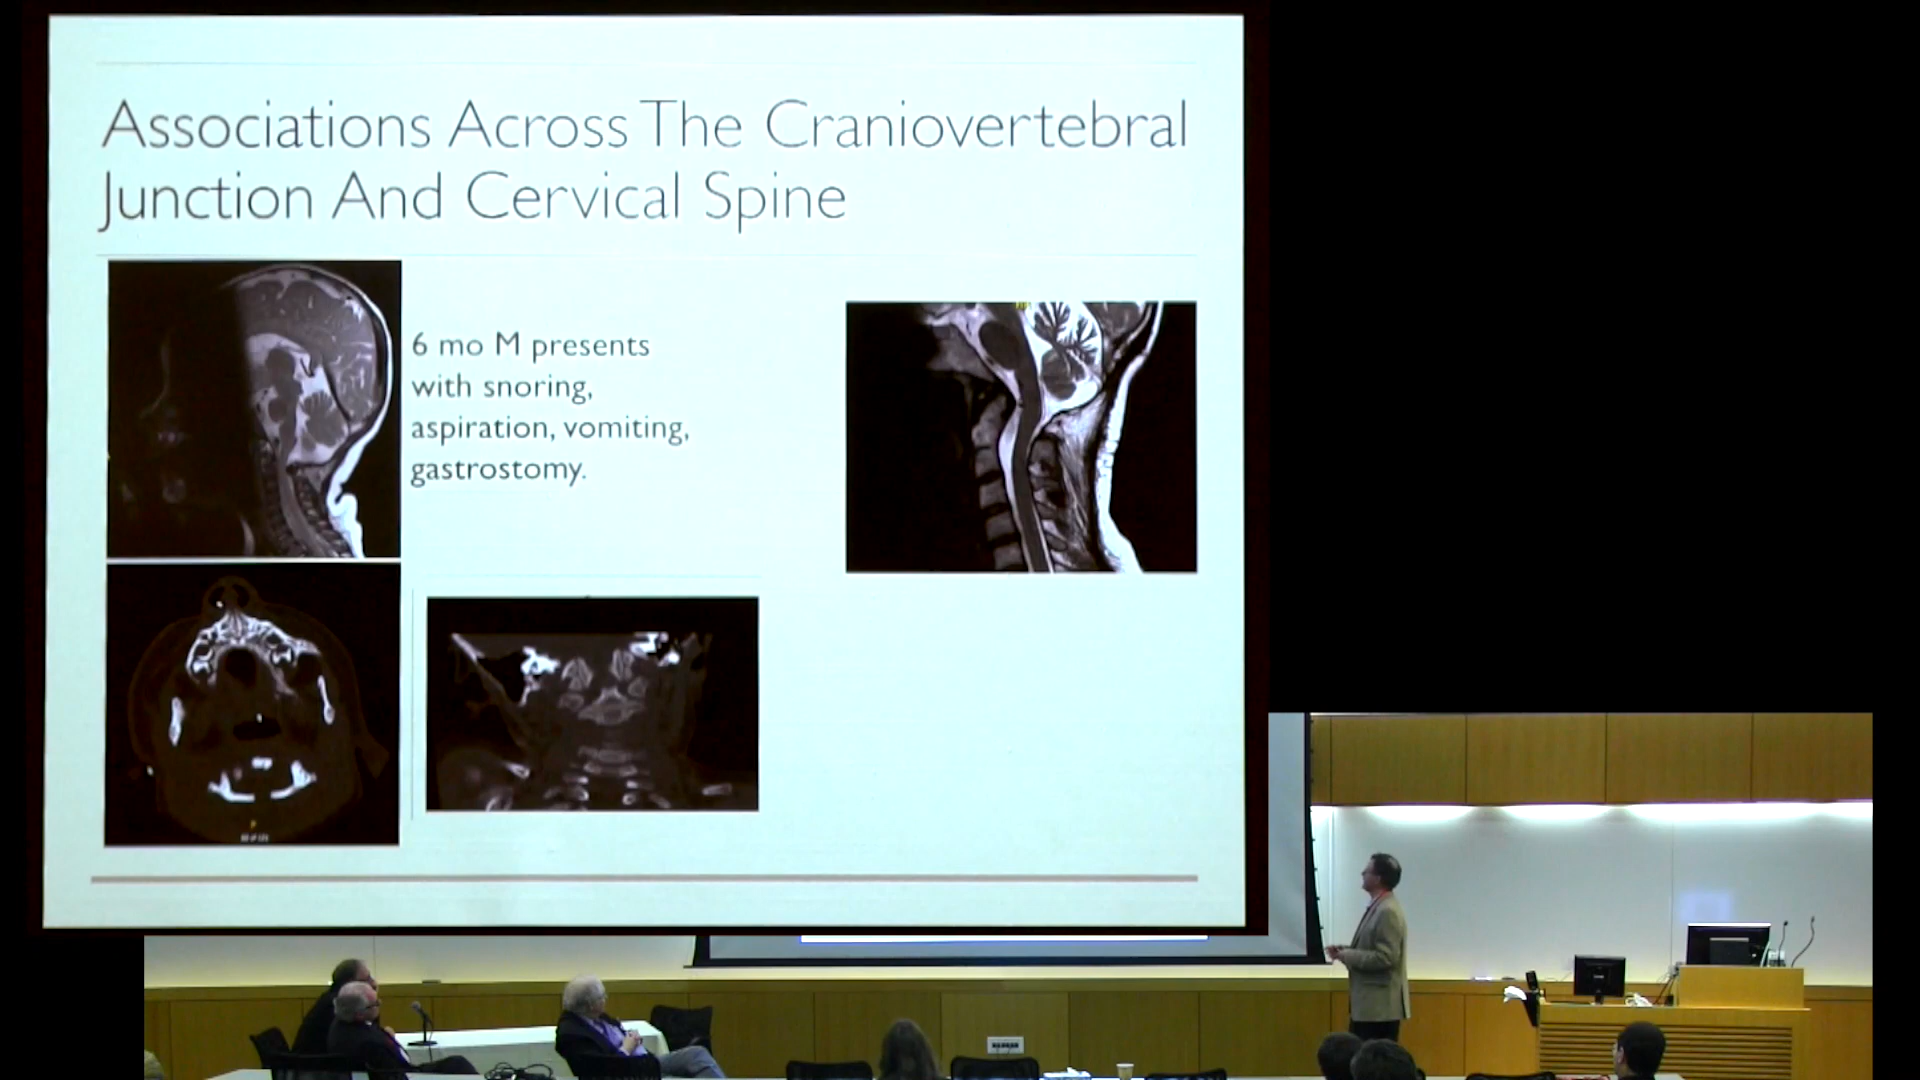 Associations Across The Craniovertebral
Junction And Cervical Spine
6 mo M presents
with snoring,
aspiration, vomiting,
gastrostomy.